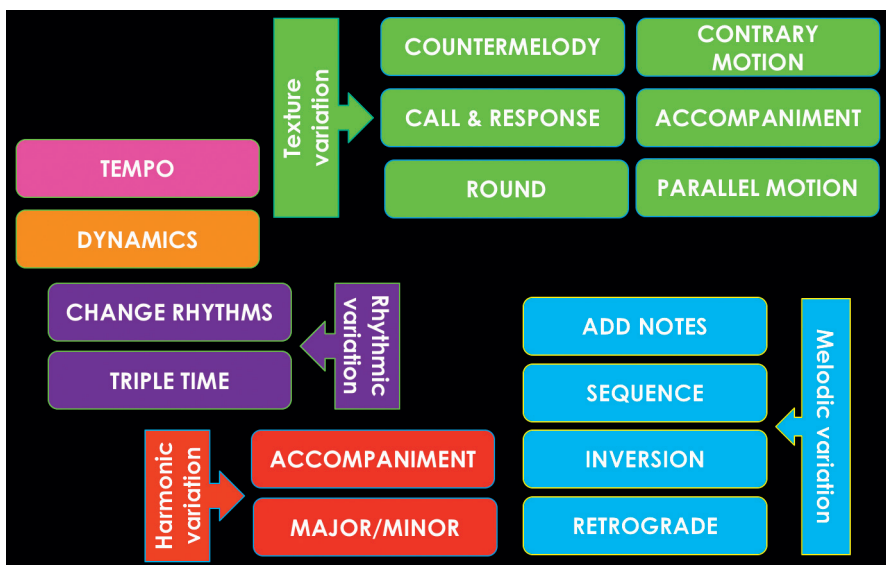 Texture
variation
COUNTERMELODY
CONTRARY
MOTION
CALL & RESPONSE
ACCOMPANIMENT
ROUND
PARALLEL MOTION
TEMPO
DYNAMICS
CHANGE RHYTHMS
TRIPLE TIME
Rhythmic
variation
ADD NOTES
SEQUENCE
INVERSION
RETROGRADE
Melodic variation
Harmonic
variation
ACCOMPANIMENT
MAJOR/MINOR